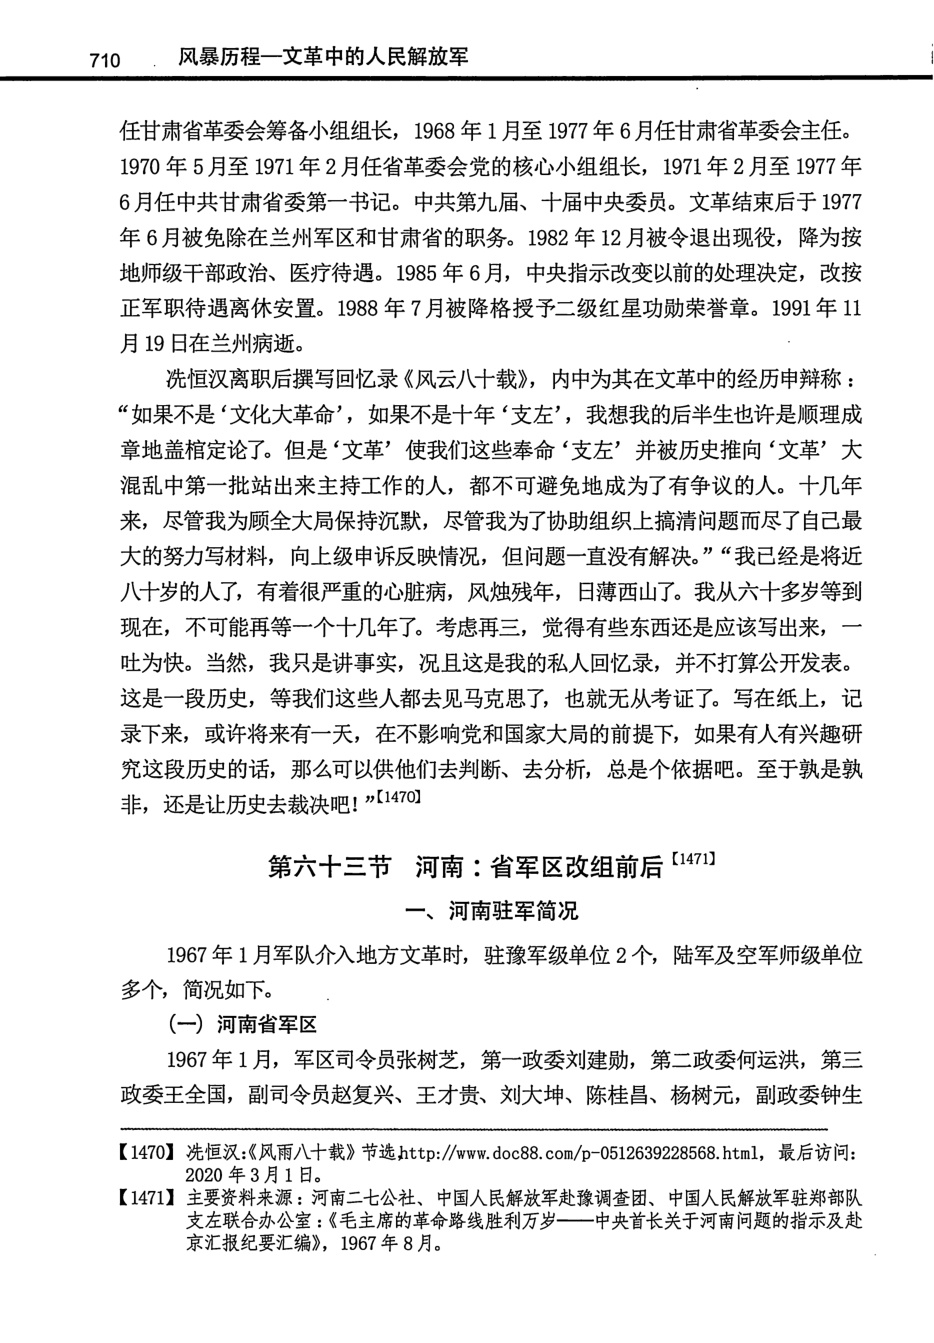 710 风暴历程—文革中的人民解放军
任甘肃省革委会筹备小组组长，1968 年 1 月至 1977 年 6 月任甘肃省革委会主任。
1970 年 5 月至 1971 年 2 月任省革委会党的核心小组组长，1971 年 2 月至 1977 年
6 月任中共甘肃省委第一书记。中共第九届、十届中央委员。文革结束后于 1977
年 6 月被免除在兰州军区和甘肃省的职务。1982 年 12 月被令退出现役，降为按
地师级干部政治、医疗待遇。1985 年 6 月，中央指示改变以前的处理决定，改按
正军职待遇离休安置。1988 年 7 月被降格授予二级红星功勋荣誉章。1991 年 11
月 19 日在兰州病逝。
冼恒汉离职后撰写回忆录《风云八十载》，内中为其在文革中的经历申辩称：
“如果不是‘文化大革命’，如果不是十年‘支左’，我想我的后半生也许是顺理成
章地盖棺定论了。但是‘文革’使我们这些奉命‘支左’并被历史推向‘文革’大
混乱中第一批站出来主持工作的人，都不可避免地成为了有争议的人。十几年
来，尽管我为顾全大局保持沉默，尽管我为了协助组织上搞清问题而尽了自己最
大的努力写材料，向上级申诉反映情况，但问题一直没有解决。”“我已经是将近
八十岁的人了，有着很严重的心脏病，风烛残年，日薄西山了。我从六十多岁等到
现在，不可能再等一个十几年了。考虑再三，觉得有些东西还是应该写出来，一
吐为快。当然，我只是讲事实，况且这是我的私人回忆录，并不打算公开发表。
这是一段历史，等我们这些人都去见马克思了，也就无从考证了。写在纸上，记
录下来，或许将来有一天，在不影响党和国家大局的前提下，如果有人有兴趣研
究这段历史的话，那么可以供他们去判断、去分析，总是个依据吧。至于孰是孰
非，还是让历史去裁决吧！”【1470】
第六十三节 河南：省军区改组前后【1471】
一、河南驻军简况
1967 年 1 月军队介入地方文革时，驻豫军级单位 2 个，陆军及空军师级单位
多个，简况如下。
（一）河南省军区
1967 年 1 月，军区司令员张树芝，第一政委刘建勋，第二政委何运洪，第三
政委王全国，副司令员赵复兴、王才贵、刘大坤、陈桂昌、杨树元，副政委钟生
【1470】冼恒汉:《风雨八十载》节选,http://www.doc88.com/p-0512639228568.html，最后访问：
2020 年 3 月 1 日。
【1471】主要资料来源：河南二七公社、中国人民解放军赴豫调查团、中国人民解放军驻郑部队
支左联合办公室：《毛主席的革命路线胜利万岁——中央首长关于河南问题的指示及赴
京汇报纪要汇编》，1967 年 8 月。